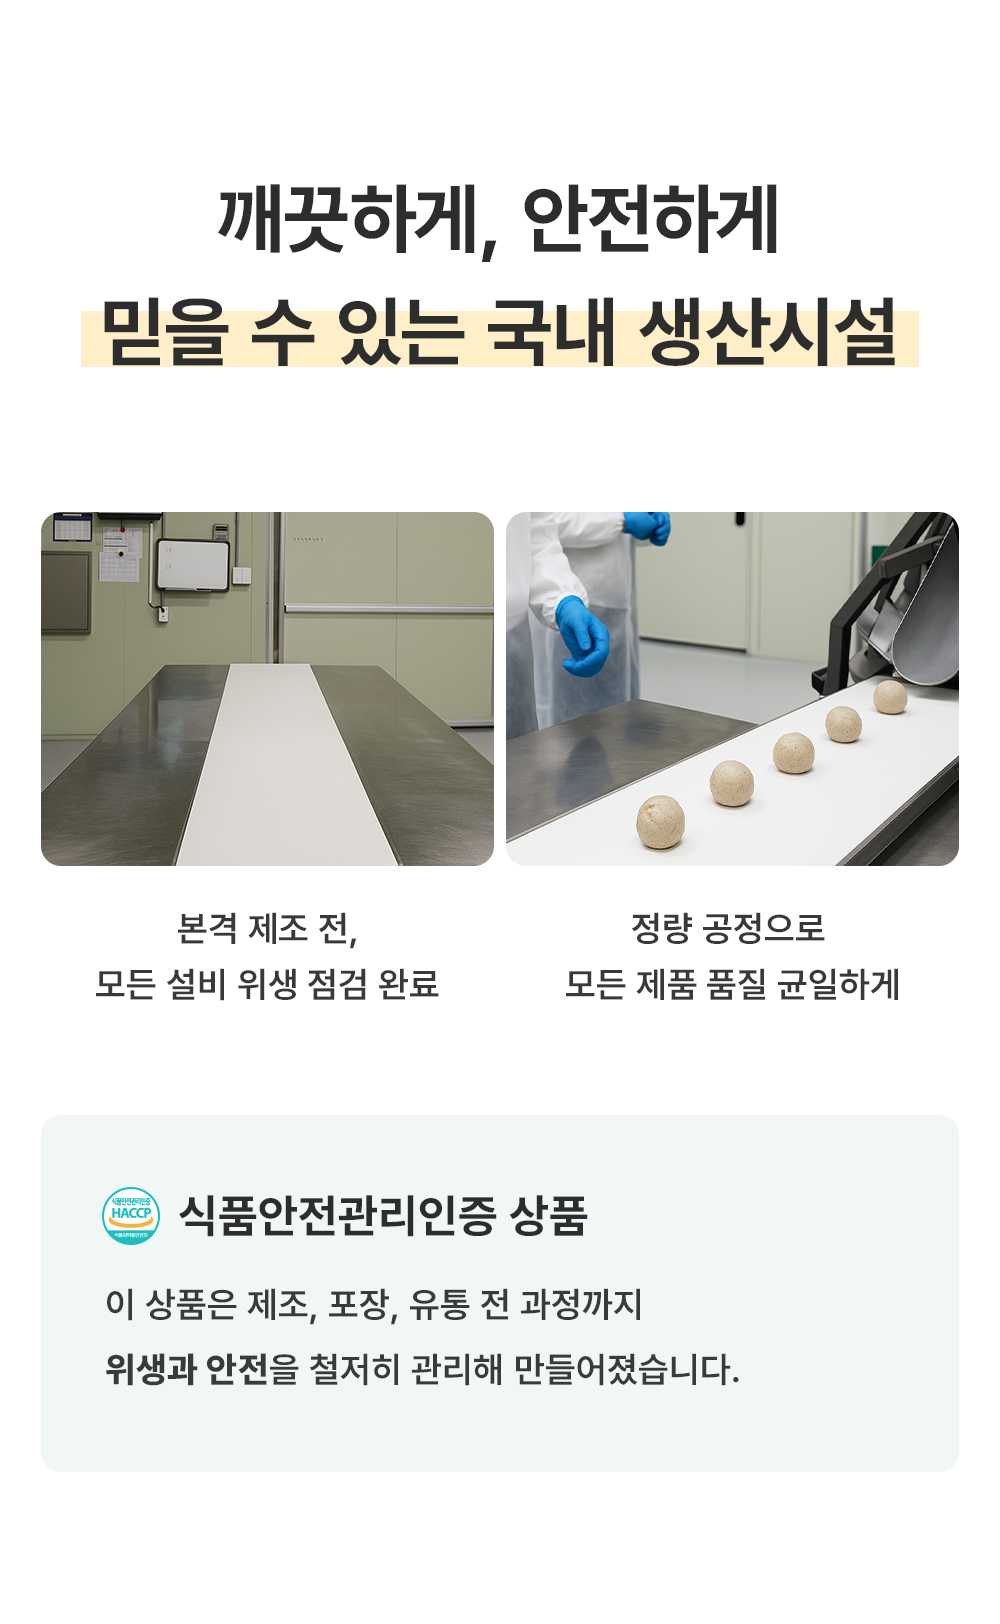 깨끗하게, 안전하게
믿을 수 있는 국내 생산시설
본격 제조 전,
모든 설비 위생 점검 완료
정량 공정으로
모든 제품 품질 균일하게
식품안전관리인증
HACCP
식품의약품안전처
식품안전관리인증 상품
이 상품은 제조, 포장, 유통 전 과정까지
위생과 안전을 철저히 관리해 만들어졌습니다.